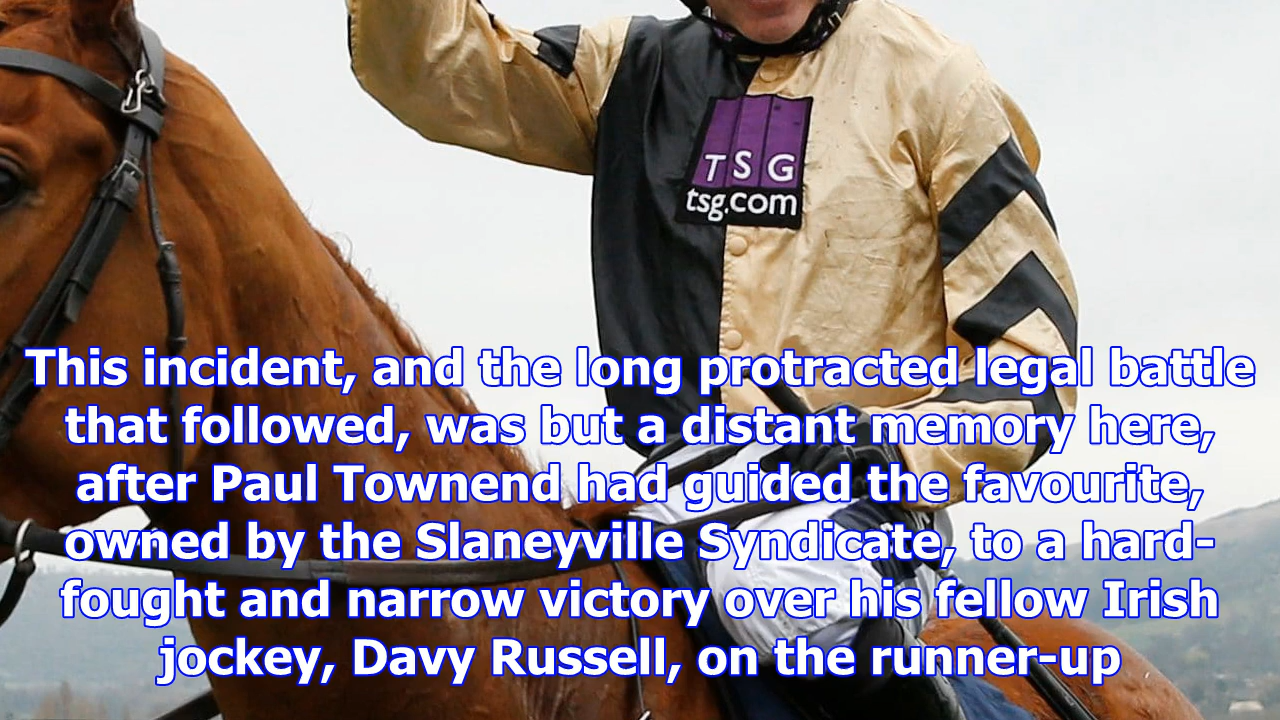 TSG
tsg.com
This incident, and the long protracted legal battle
that followed, was but a distant memory here,
after Paul Townend had guided the favourite,
owned by the Slaneyville Syndicate, to a hard-
fought and narrow victory over his fellow Irish
jockey, Davy Russell, on the runner-up